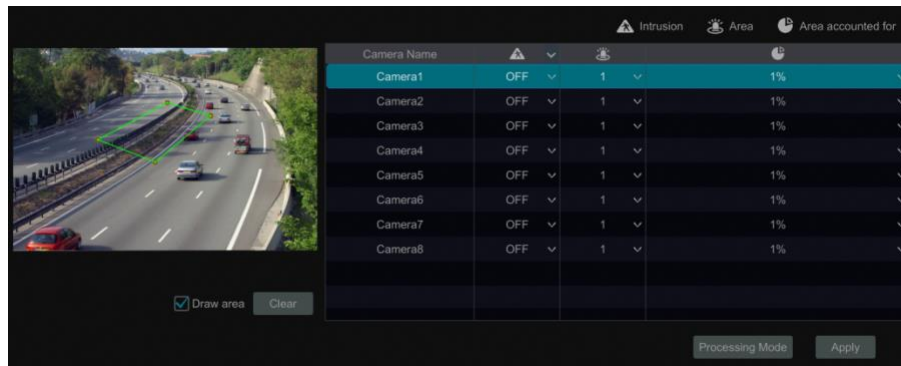 Intrusion Area Area accounted for
Camera Name
Camera1 OFF 1 1%
Camera2 OFF 1 1%
Camera3 OFF 1 1%
Camera4 OFF 1 1%
Camera5 OFF 1 1%
Camera6 OFF 1 1%
Camera7 OFF 1 1%
Camera8 OFF 1 1%
Draw area Clear
Processing Mode Apply